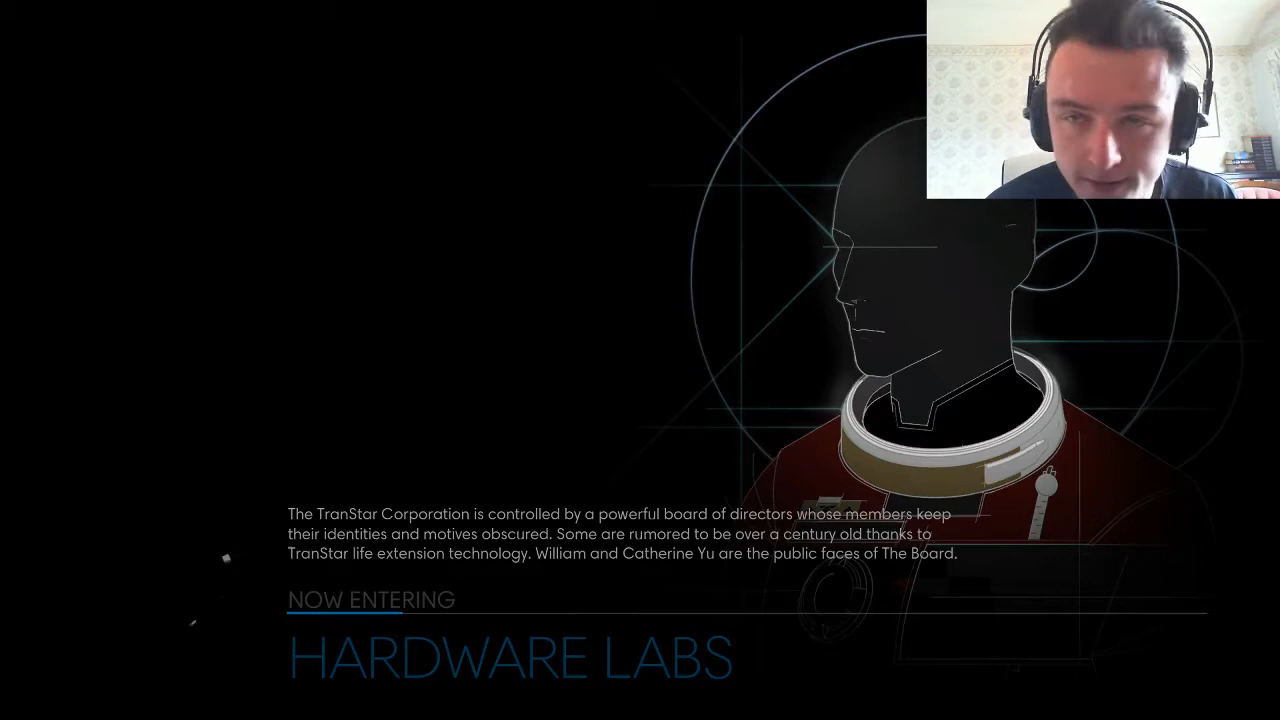 The TranStar Corporation is controlled by a powerful board of directors whose members keep
their identities and motives obscured. Some are rumored to be over a century old thanks to
TranStar life extension technology. William and Catherine Yu are the public faces of The Board.
NOW ENTERING
HARDWARE LABS